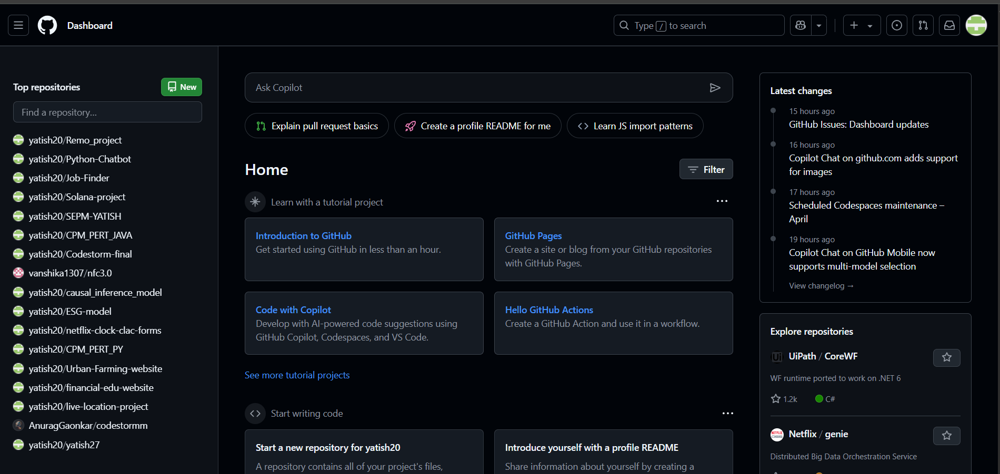 Dashboard
Type / to search
Top repositories
New
Find a repository...
yatish20/Remo_project
yatish20/Python-Chatbot
yatish20/Job-Finder
yatish20/Solana-project
yatish20/SEPM-YATISH
yatish20/CPM_PERT_JAVA
yatish20/Codestorm-final
vanshika1307/nfc3.0
yatish20/causal_inference_model
yatish20/ESG-model
yatish20/netflix-clock-clac-forms
yatish20/CPM_PERT_PY
yatish20/Urban-Farming-website
yatish20/financial-edu-website
yatish20/live-location-project
AnuragGaonkar/codestormm
yatish20/yatish27
Ask Copilot
Explain pull request basics
Create a profile README for me
Learn JS import patterns
Home
Filter
Learn with a tutorial project
Introduction to GitHub
Get started using GitHub in less than an hour.
GitHub Pages
Create a site or blog from your GitHub repositories
with GitHub Pages.
Code with Copilot
Develop with AI-powered code suggestions using
GitHub Copilot, Codespaces, and VS Code.
Hello GitHub Actions
Create a GitHub Action and use it in a workflow.
See more tutorial projects
Start writing code
Start a new repository for yatish20
A repository contains all of your project's files,
Introduce yourself with a profile README
Share information about yourself by creating a
Latest changes
15 hours ago
GitHub Issues: Dashboard updates
16 hours ago
Copilot Chat on github.com adds support
for images
17 hours ago
Scheduled Codespaces maintenance –
April
19 hours ago
Copilot Chat on GitHub Mobile now
supports multi-model selection
View changelog →
Explore repositories
Ui
UiPath / CoreWF
WF runtime ported to work on .NET 6
1.2k
C#
NETFLIX
Netflix / genie
Distributed Big Data Orchestration Service